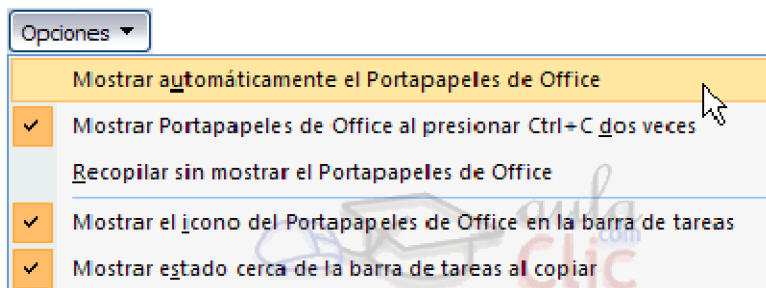 Opciones
Mostrar automáticamente el Portapapeles de Office
Mostrar Portapapeles de Office al presionar Ctrl+C dos veces
Recopilar sin mostrar el Portapapeles de Office
Mostrar el icono del Portapapeles de Office en la barra de tareas
Mostrar estado cerca de la barra de tareas al copiar
aula
Clic
.com